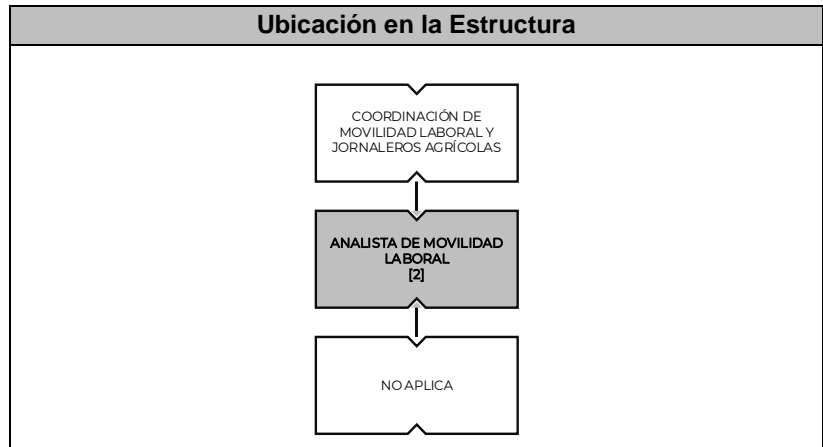 Ubicación en la Estructura
COORDINACIÓN DE
MOVILIDAD LABORAL Y
JORNALEROS AGRÍCOLAS
ANALISTA DE MOVILIDAD
LABORAL
[2]
NO APLICA